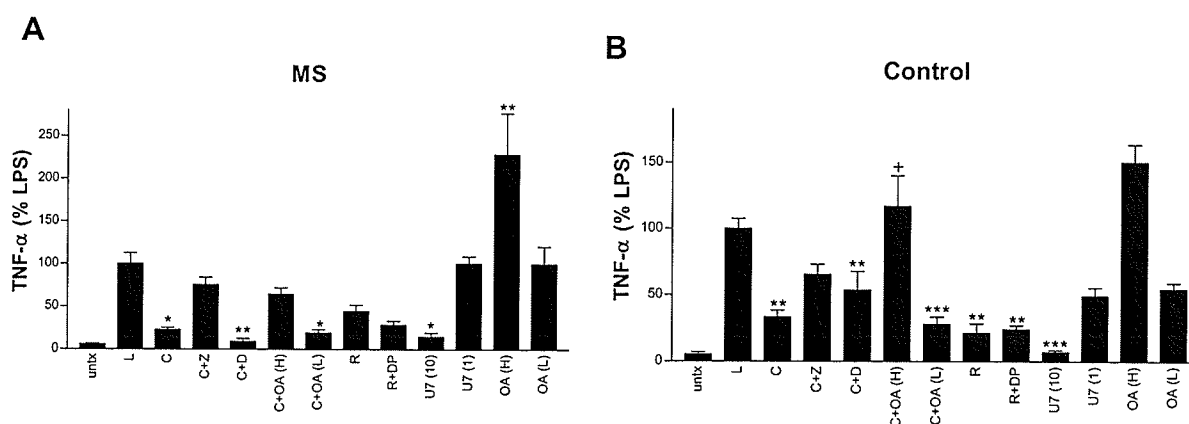 A
MS
TNF-α (% LPS)
250
200
150
100
50
0
*
**
*
*
**
untx
L
C
C+Z
C+D
C+OA (H)
C+OA (L)
R
R+DP
U7 (10)
U7 (1)
OA (H)
OA (L)
B
Control
TNF-α (% LPS)
150
100
50
0
**
**
+
***
**
**
***
untx
L
C
C+Z
C+D
C+OA (H)
C+OA (L)
R
R+DP
U7 (10)
U7 (1)
OA (H)
OA (L)